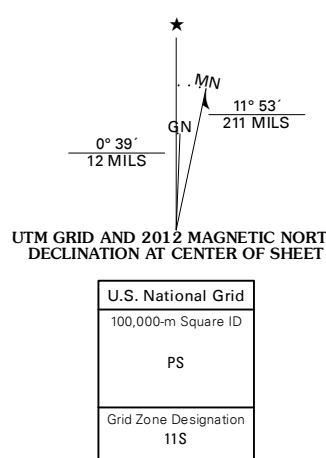 ★
MN
GN
0° 39´
12 MILS
11° 53´
211 MILS
UTM GRID AND 2012 MAGNETIC NORT
DECLINATION AT CENTER OF SHEET
U.S. National Grid
100,000-m Square ID
PS
Grid Zone Designation
11S